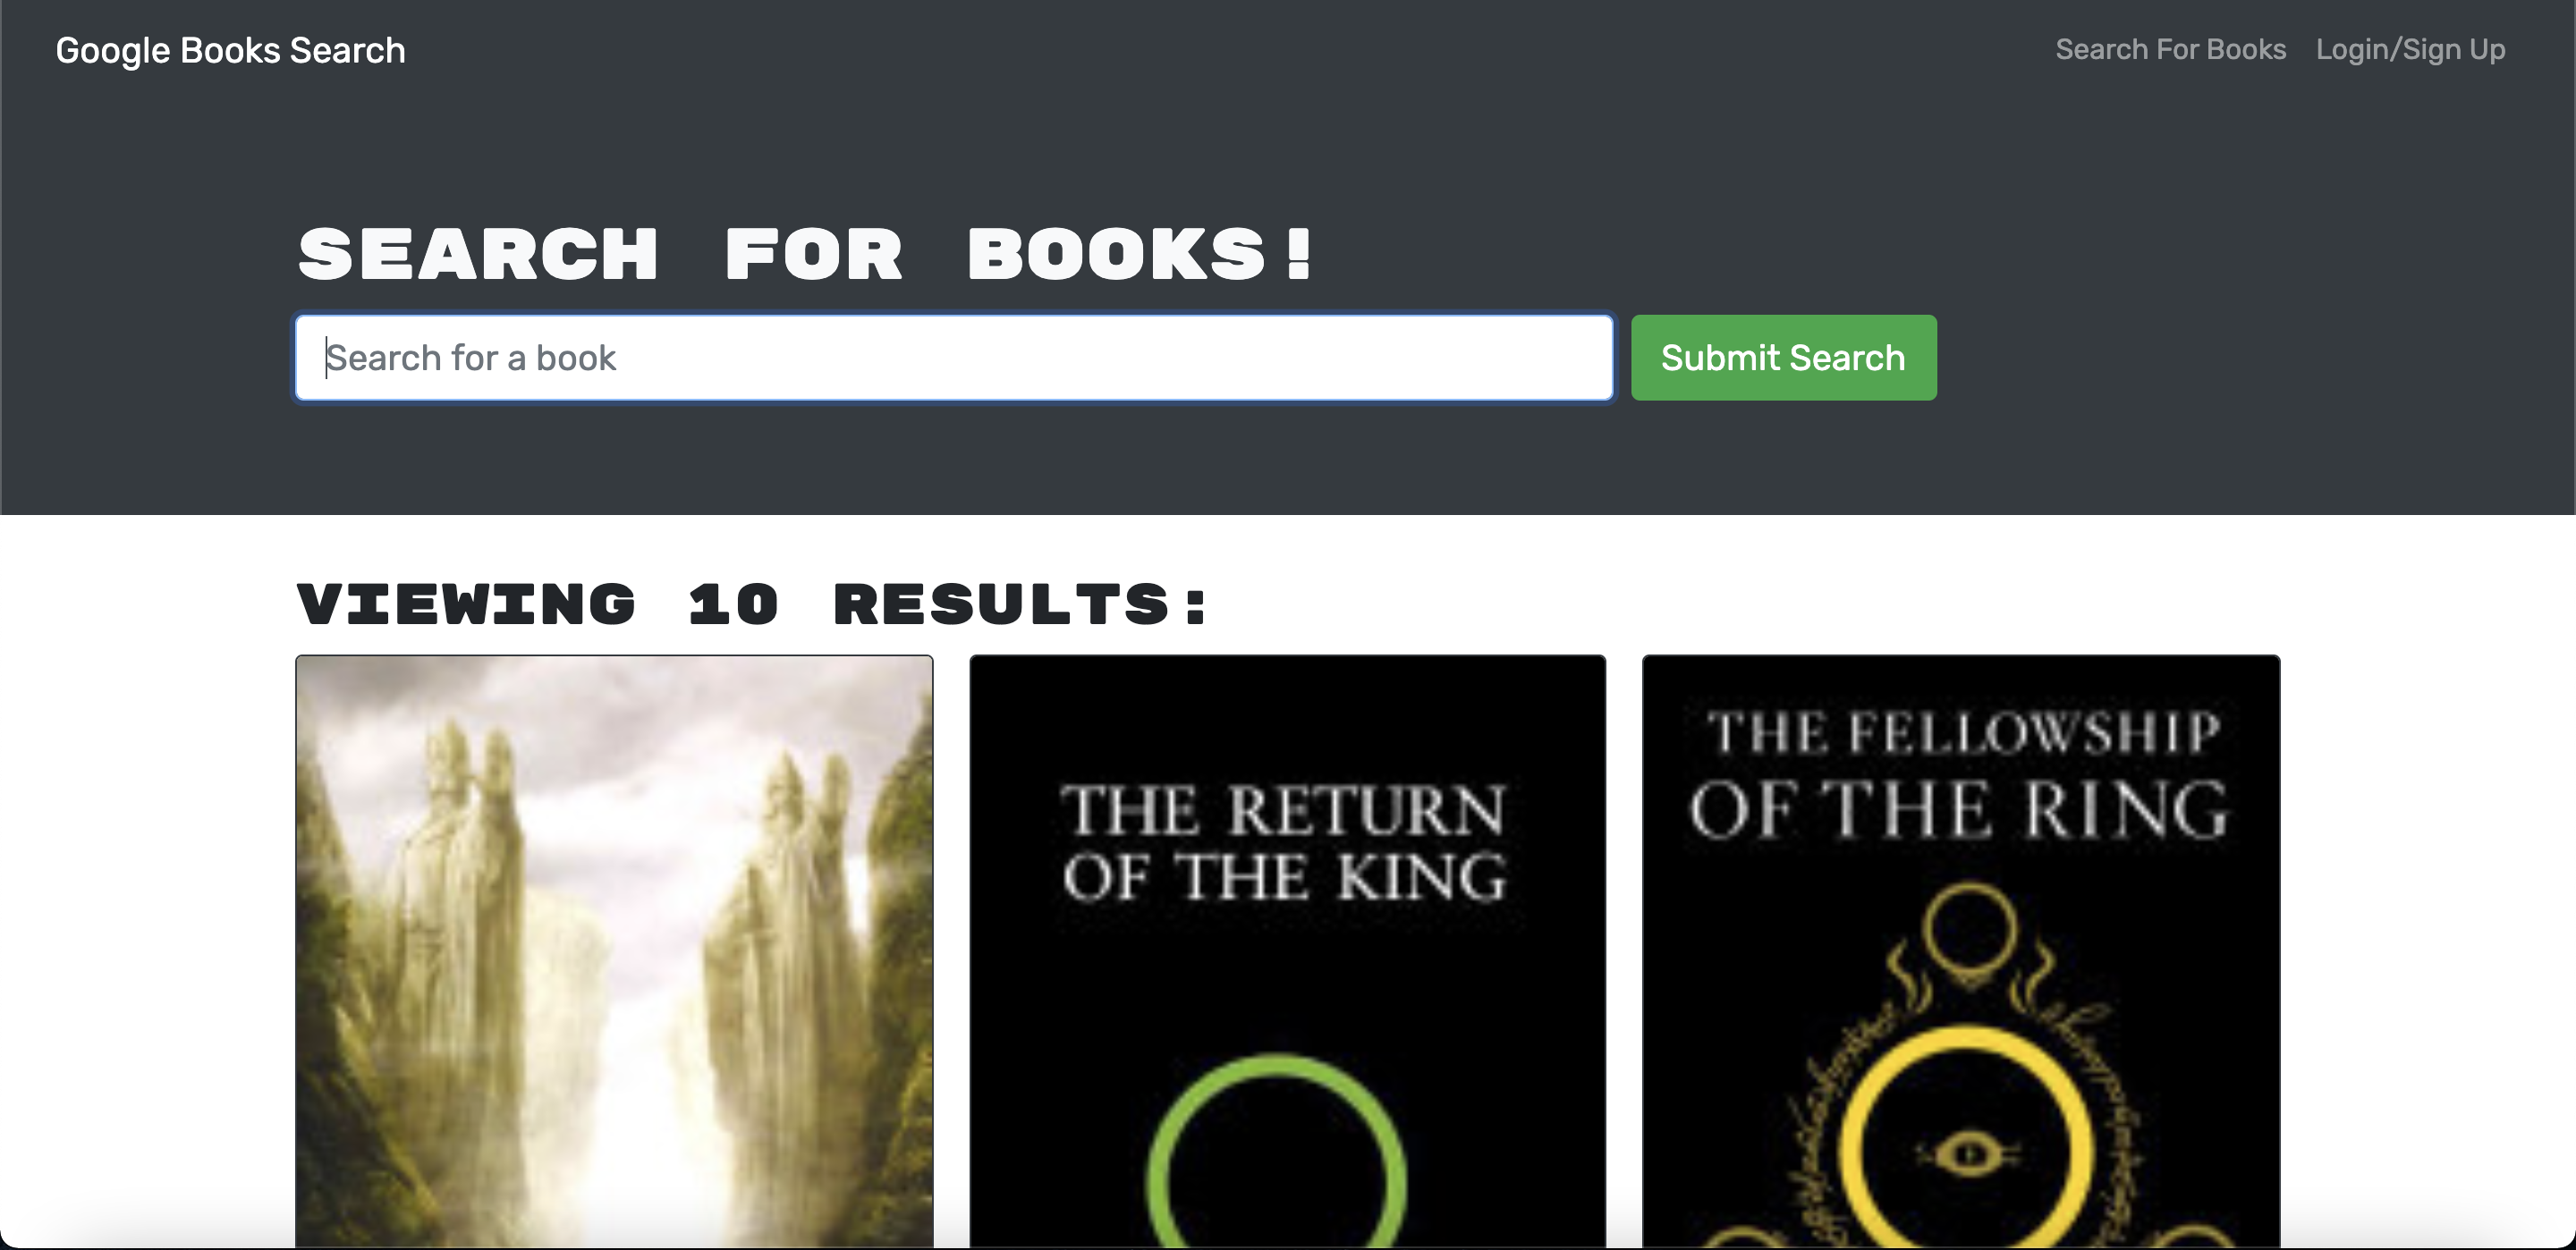 Google Books Search
Search For Books
Login/Sign Up
SEARCH FOR BOOKS!
Search for a book
Submit Search
VIEWING 10 RESULTS:
THE RETURN
OF THE KING
THE FELLOWSHIP
OF THE RING